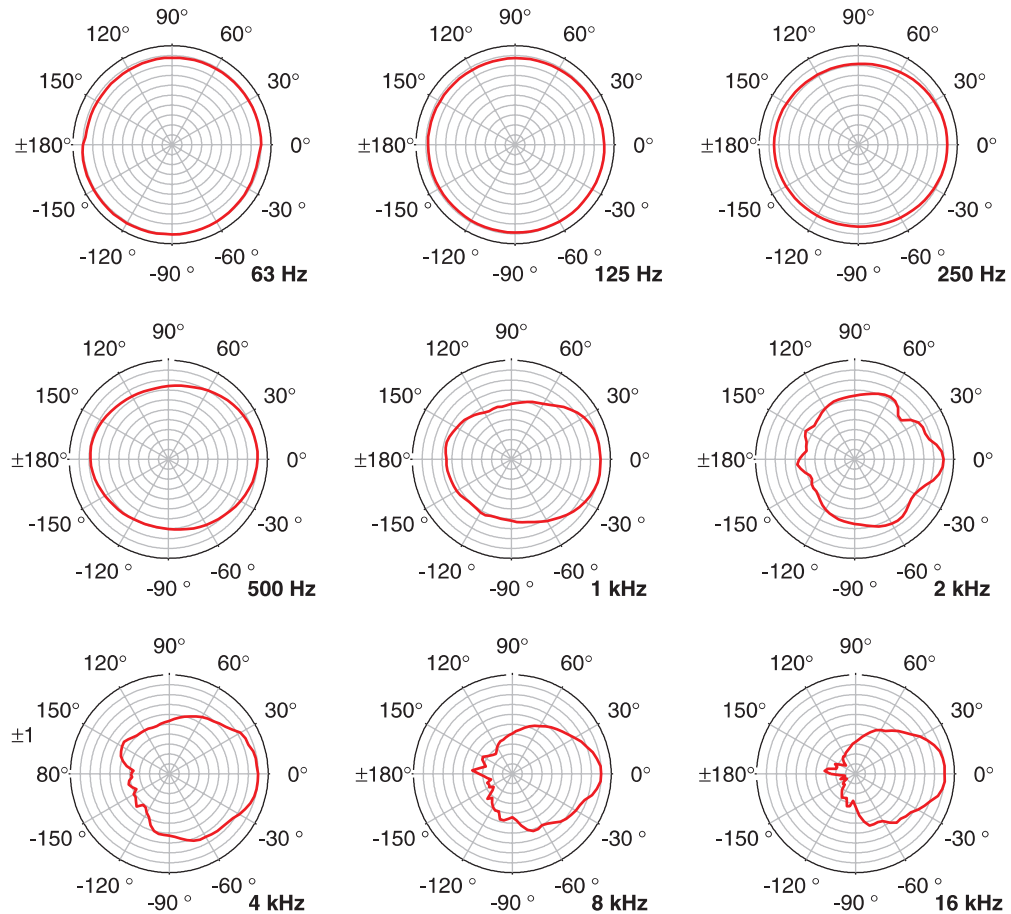 90° 90° 90°
120° 60° 120° 60° 120° 60°
150° 30° 150° 30° 150° 30°
±180° 0° ±180° 0° ±180° 0°
-150 ° -30 ° -150 ° -30 ° -150 ° -30 °
-120 ° -60 ° -120 ° -60 ° -120 ° -60 °
-90 ° 63 Hz -90 ° 125 Hz -90 ° 250 Hz
90° 90° 90°
120° 60° 120° 60° 120° 60°
150° 30° 150° 30° 150° 30°
±180° 0° ±180° 0° ±180° 0°
-150 ° -30 ° -150 ° -30 ° -150 ° -30 °
-120 ° -60 ° -120 ° -60 ° -120 ° -60 °
-90 ° 500 Hz -90 ° 1 kHz -90 ° 2 kHz
90° 90° 90°
120° 60° 120° 60° 120° 60°
150° 30° 150° 30° 150° 30°
±1
80° 0° ±180° 0° ±180° 0°
-150 ° -30 ° -150 ° -30 ° -150 ° -30 °
-120 ° -60 ° -120 ° -60 ° -120 ° -60 °
-90 ° 4 kHz -90 ° 8 kHz -90 ° 16 kHz